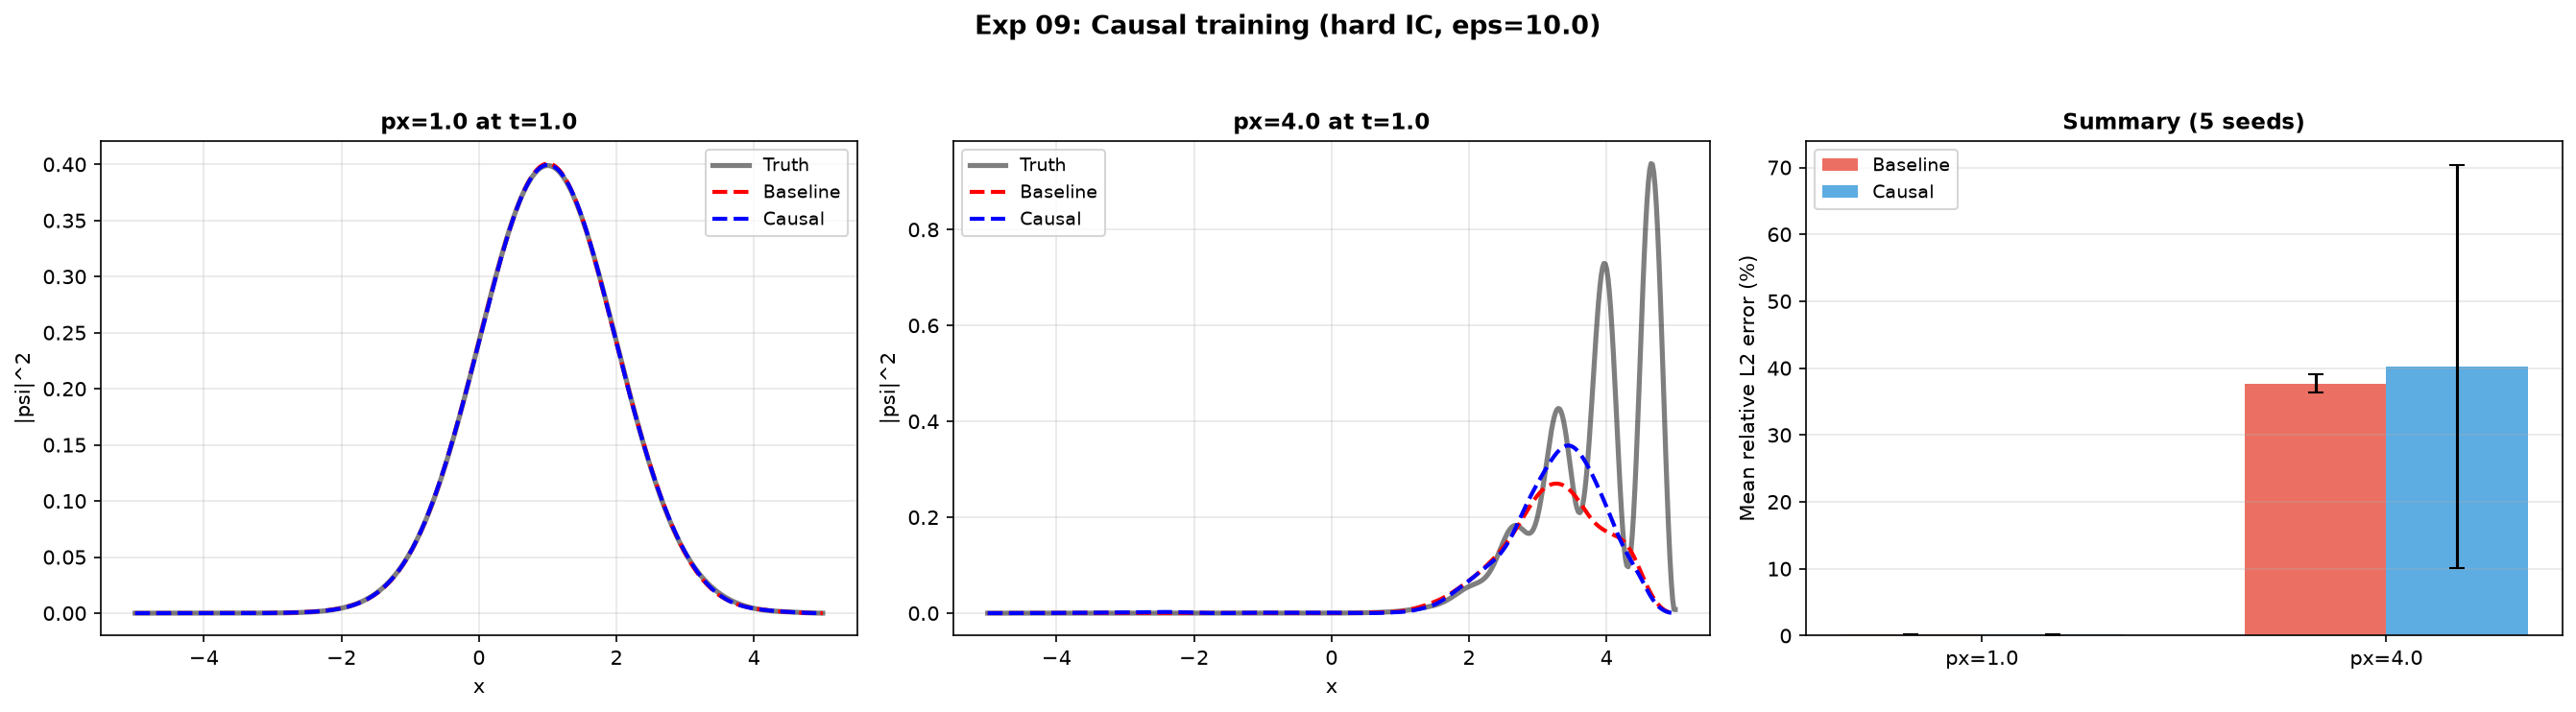 Exp 09: Causal training (hard IC, eps=10.0)
px=1.0 at t=1.0
|psi|^2
0.40
0.35
0.30
0.25
0.20
0.15
0.10
0.05
0.00
Truth
Baseline
Causal
−4 −2 0 2 4
x
px=4.0 at t=1.0
|psi|^2
0.8
0.6
0.4
0.2
0.0
Truth
Baseline
Causal
−4 −2 0 2 4
x
Summary (5 seeds)
Mean relative L2 error (%)
70
60
50
40
30
20
10
0
Baseline
Causal
px=1.0 px=4.0